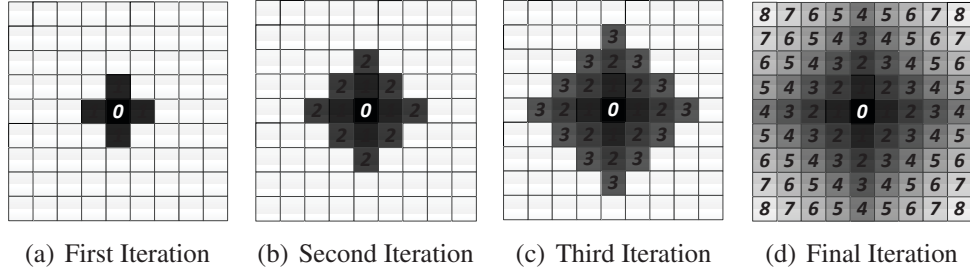 0
(a) First Iteration
2
2 2
2 0 2
2 2
2
(b) Second Iteration
3
3 2 3
3 2 2 3
3 2 0 2 3
3 2 2 3
3 2 3
3
(c) Third Iteration
8 7 6 5 4 5 6 7 8
7 6 5 4 3 4 5 6 7
6 5 4 3 2 3 4 5 6
5 4 3 2 2 3 4 5
4 3 2 0 2 3 4
5 4 3 2 2 3 4 5
6 5 4 3 2 3 4 5 6
7 6 5 4 3 4 5 6 7
8 7 6 5 4 5 6 7 8
(d) Final Iteration